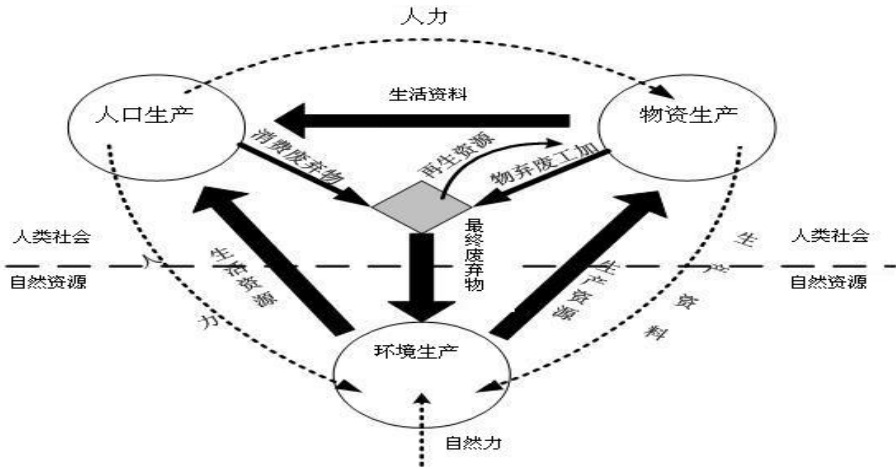 人力
人口生产
生活资料
物资生产
消费废弃物
再生资源
物弃废工加
人类社会
最终废弃物
人类社会
自然资源
自然资源
人力
生活资源
生产资源
生产资料
环境生产
自然力